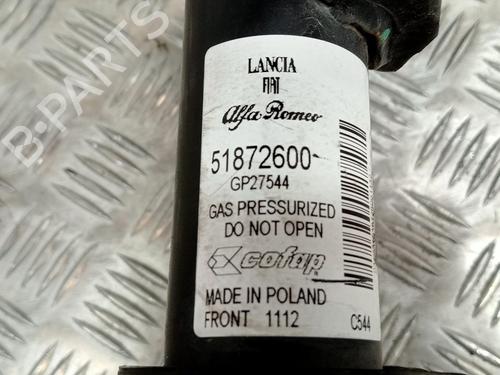 LANCIA
FIAT
Alfa Romeo
51872600-
GP27544
GAS PRESSURIZED
DO NOT OPEN
cofap
MADE IN POLAND
FRONT 1112 C544
B-PARTS